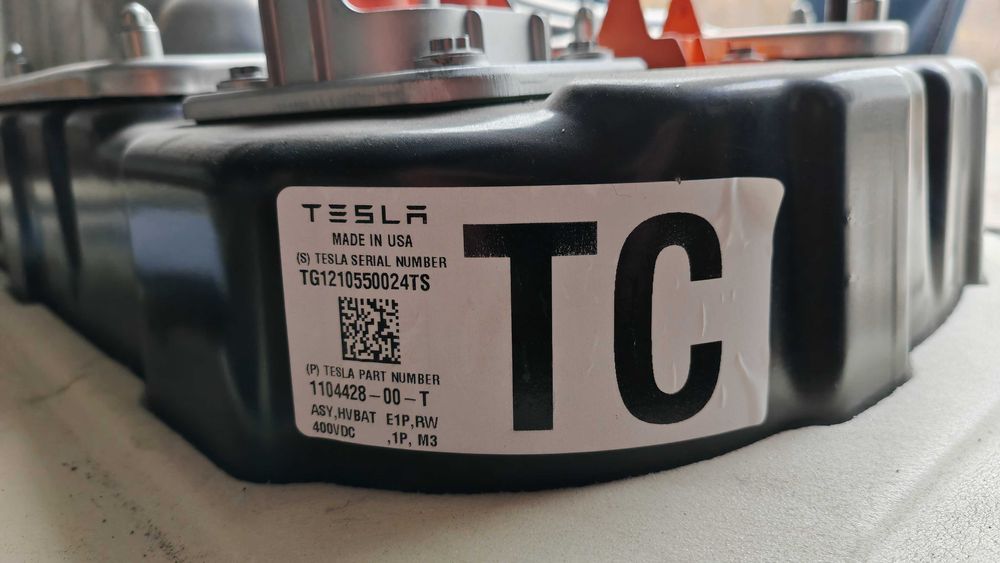 TESLA
MADE IN USA
(S) TESLA SERIAL NUMBER
TG1210550024TS
(P) TESLA PART NUMBER
1104428-00-T
ASY,HVBAT E1P,RW
400VDC ,1P, M3
TC